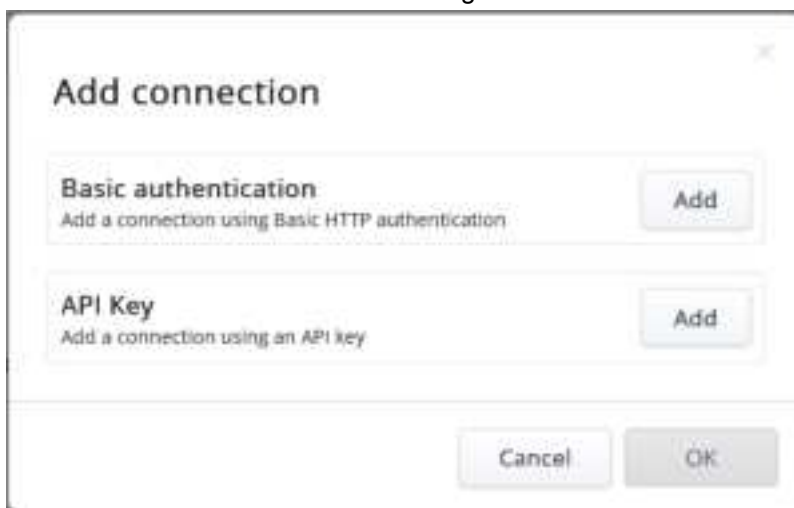 Add connection
Basic authentication
Add a connection using Basic HTTP authentication
Add
API Key
Add a connection using an API key
Add
Cancel
OK